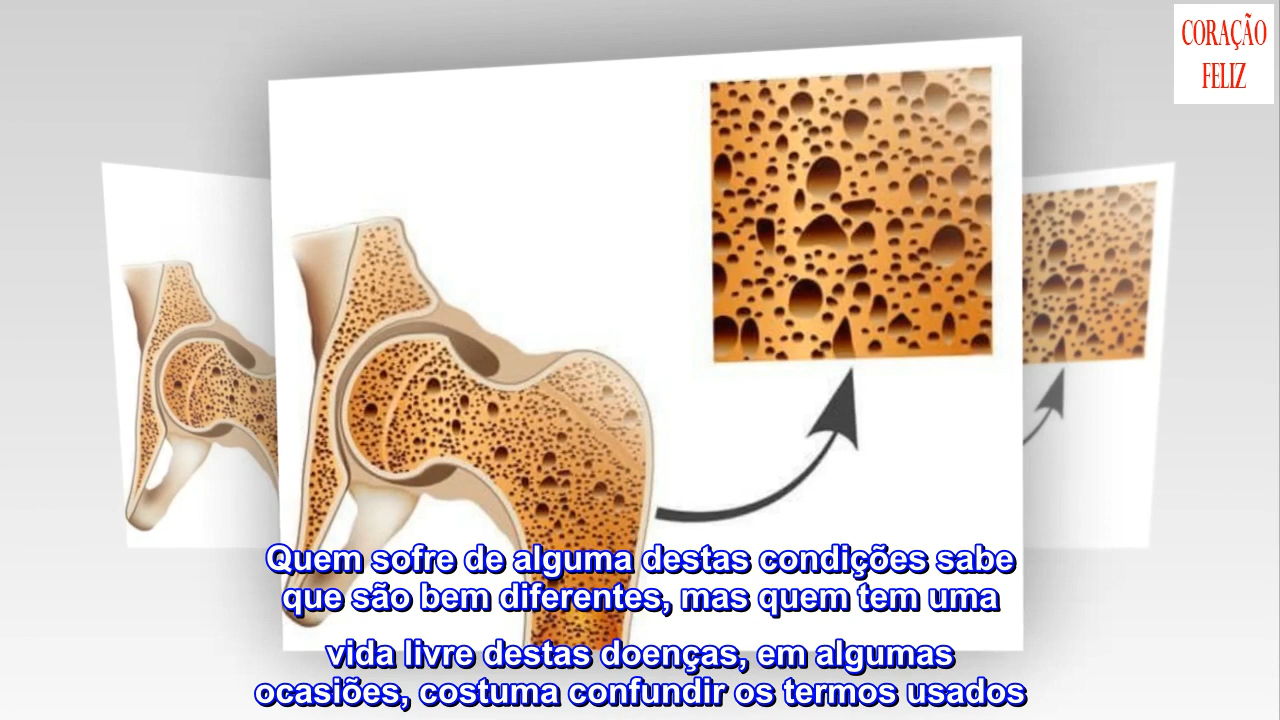 CORAÇÃO
FELIZ
Quem sofre de alguma destas condições sabe
que são bem diferentes, mas quem tem uma
vida livre destas doenças, em algumas
ocasiões, costuma confundir os termos usados